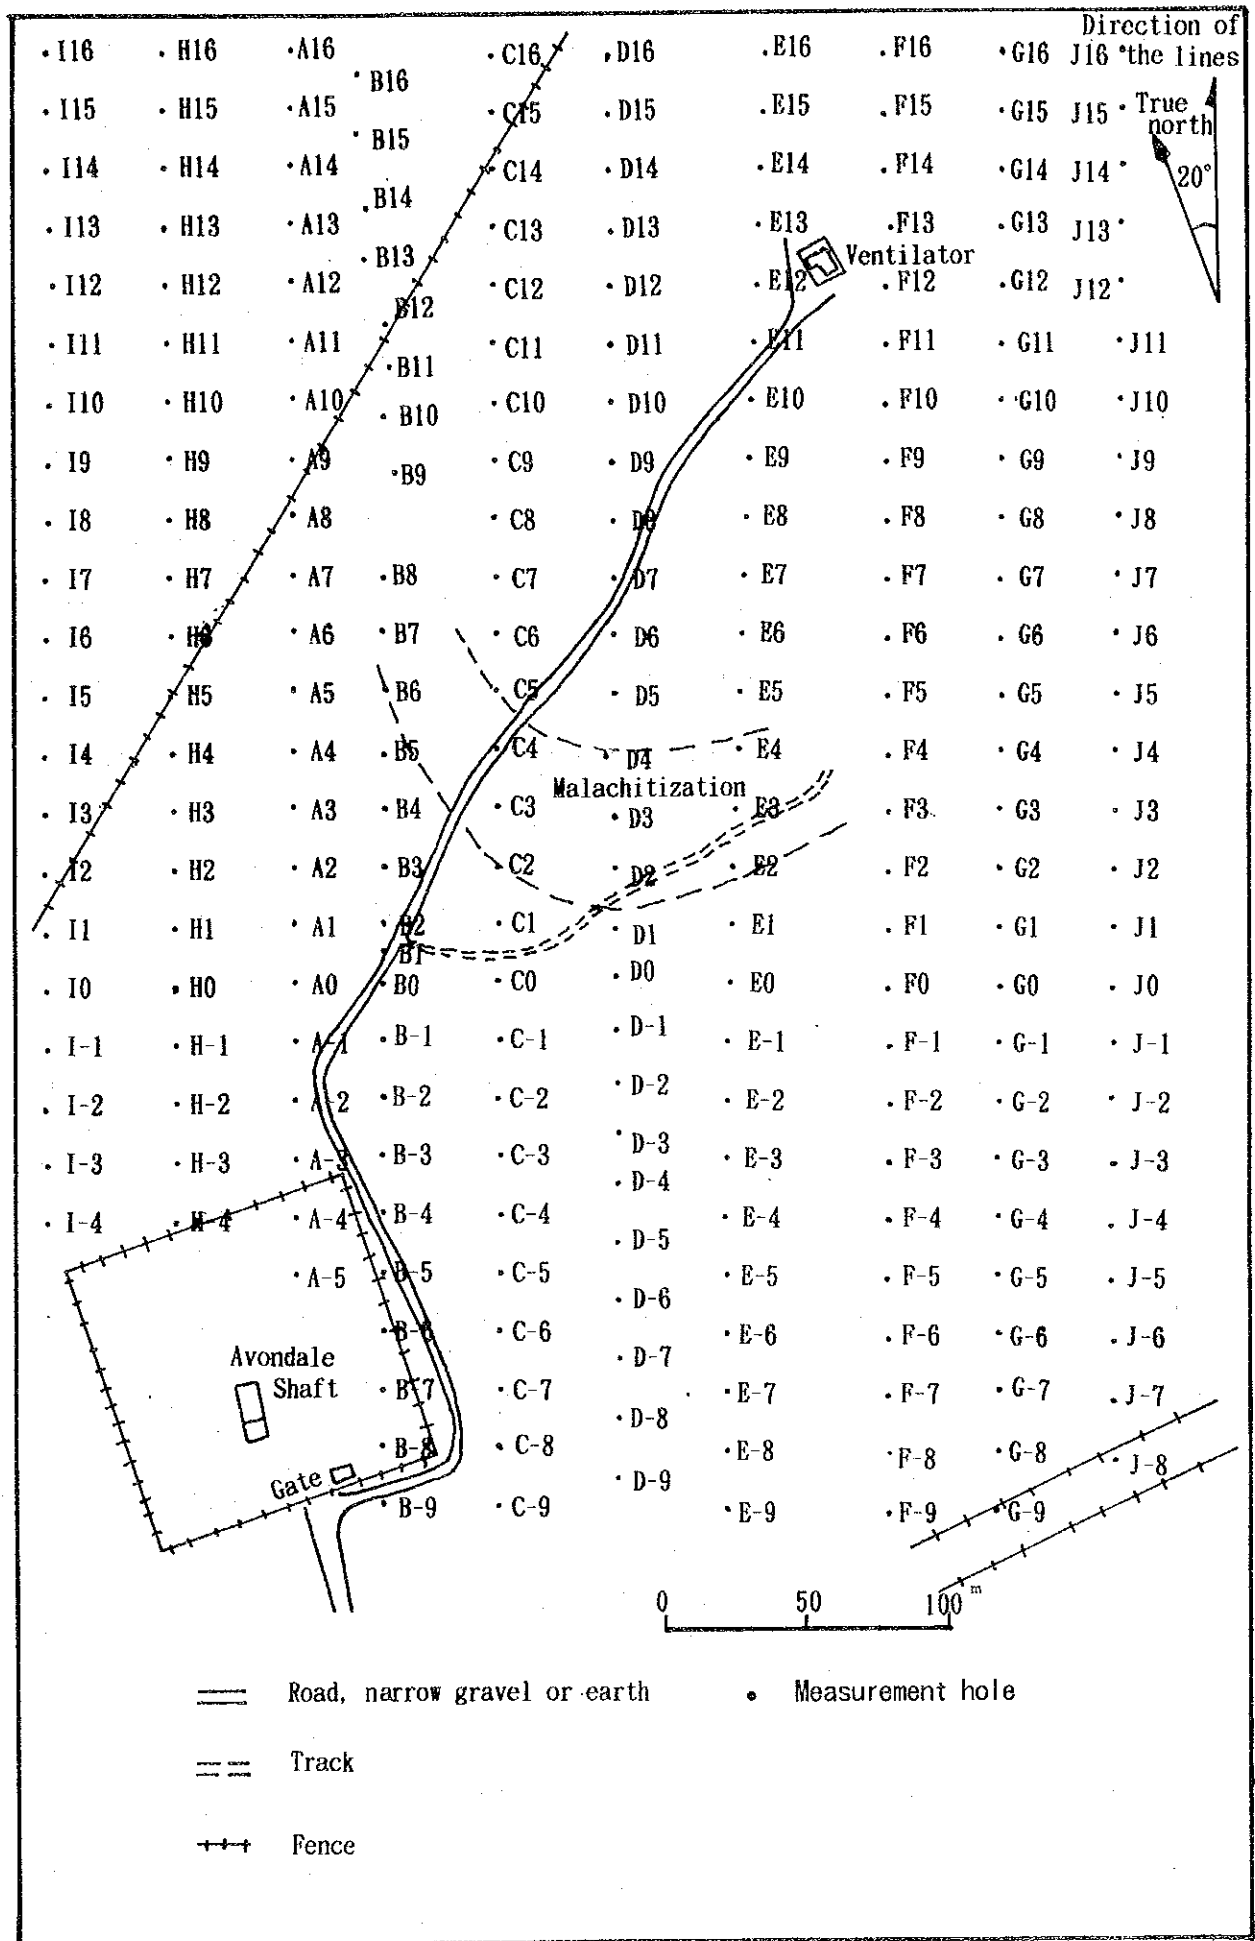 Direction of
I16 H16 A16 C16 D16 E16 F16 G16 J16 the lines
B16
I15 H15 A15 C15 D15 E15 F15 G15 J15 True
north
B15
I14 H14 A14 C14 D14 E14 F14 G14 J14 20°
B14
I13 H13 A13 C13 D13 E13 F13 G13 J13
B13 Ventilator
I12 H12 A12 C12 D12 E12 F12 G12 J12
B12
I11 H11 A11 C11 D11 E11 F11 G11 J11
B11
I10 H10 A10 B10 C10 D10 E10 F10 G10 J10
I9 H9 A9 B9 C9 D9 E9 F9 G9 J9
I8 H8 A8 C8 D8 E8 F8 G8 J8
I7 H7 A7 B8 C7 D7 E7 F7 G7 J7
I6 H6 A6 B7 C6 D6 E6 F6 G6 J6
I5 H5 A5 B6 C5 D5 E5 F5 G5 J5
I4 H4 A4 B5 C4 D4 E4 F4 G4 J4
Malachitization
I3 H3 A3 B4 C3 D3 E3 F3 G3 J3
I2 H2 A2 B3 C2 D2 E2 F2 G2 J2
I1 H1 A1 B2 C1 D1 E1 F1 G1 J1
B1
I0 H0 A0 B0 C0 D0 E0 F0 G0 J0
I-1 H-1 A-1 B-1 C-1 D-1 E-1 F-1 G-1 J-1
I-2 H-2 A-2 B-2 C-2 D-2 E-2 F-2 G-2 J-2
I-3 H-3 A-3 B-3 C-3 D-3 E-3 F-3 G-3 J-3
D-4
I-4 H-4 A-4 B-4 C-4 E-4 F-4 G-4 J-4
D-5
A-5 B-5 C-5 E-5 F-5 G-5 J-5
D-6
B-6 C-6 E-6 F-6 G-6 J-6
Avondale D-7
Shaft B-7 C-7 E-7 F-7 G-7 J-7
D-8
B-8 C-8 E-8 F-8 G-8 J-8
Gate D-9
B-9 C-9 E-9 F-9 G-9
0 50 100 m
Road, narrow gravel or earth Measurement hole
Track
Fence